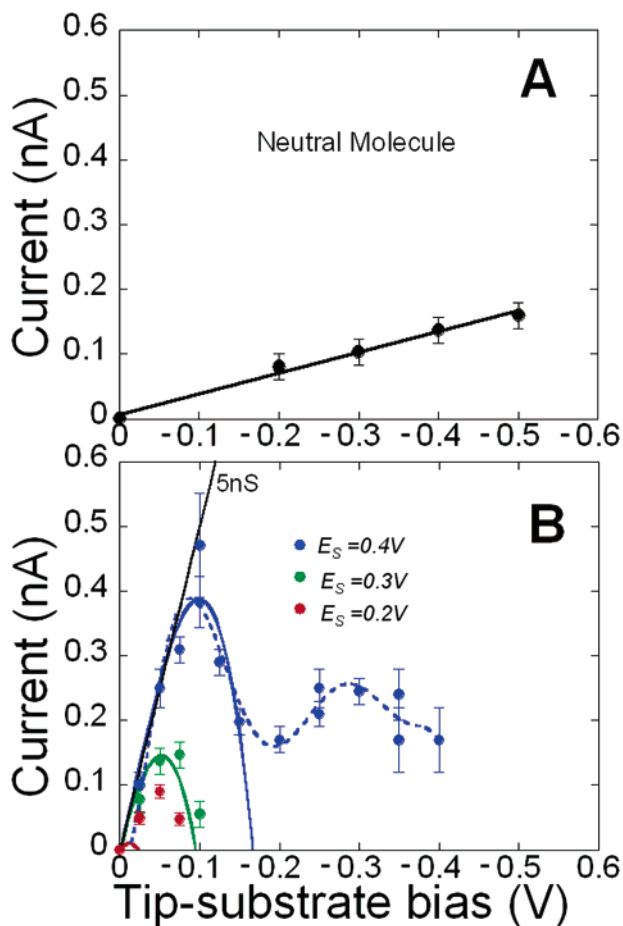 0.6
0.5
0.4
0.3
0.2
0.1
0
Current (nA)
A
Neutral Molecule
0 -0.1 -0.2 -0.3 -0.4 -0.5 -0.6
0.6
0.5
0.4
0.3
0.2
0.1
0
Current (nA)
5nS
B
E_S =0.4V
E_S =0.3V
E_S =0.2V
0 -0.1 -0.2 -0.3 -0.4 -0.5 -0.6
Tip-substrate bias (V)